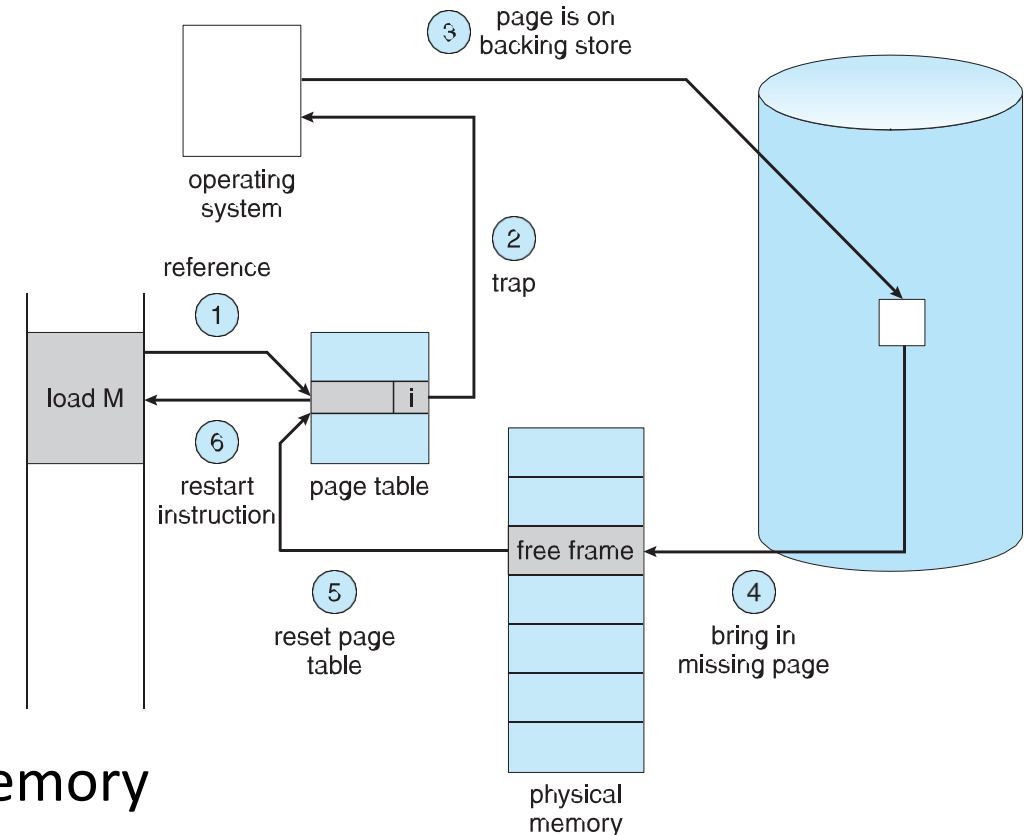 3
page is on
backing store
operating
system
2
trap
reference
1
load M
i
6
restart
instruction
page table
free frame
5
reset page
table
4
bring in
missing page
physical
memory
emory